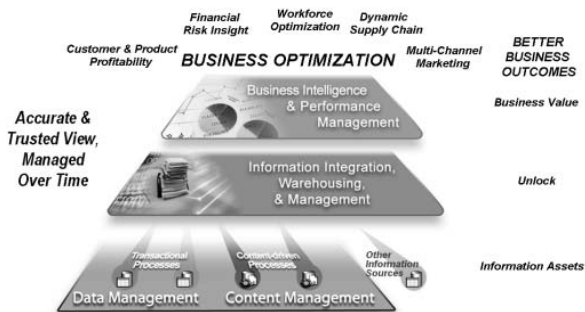 Financial
Risk Insight
Workforce
Optimization
Dynamic
Supply Chain
Customer & Product
Profitability
BUSINESS OPTIMIZATION
Multi-Channel
Marketing
BETTER
BUSINESS
OUTCOMES
Business Intelligence
& Performance
Management
Business Value
Accurate &
Trusted View,
Managed
Over Time
Information Integration,
Warehousing,
& Management
Unlock
Transactional
Processes
Content-driven
Processes
Other
Information
Sources
Information Assets
Data Management
Content Management